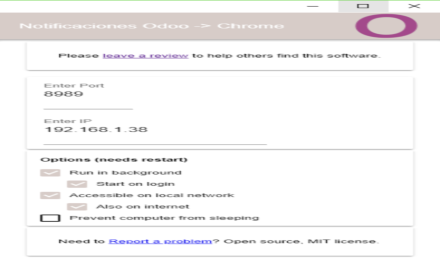 Notificaciones Odoo -> Chrome
Please leave a review to help others find this software.
Enter Port
8989
Enter IP
192.168.1.38
Options (needs restart)
Run in background
Start on login
Accessible on local network
Also on internet
Prevent computer from sleeping
Need to Report a problem? Open source, MIT license.